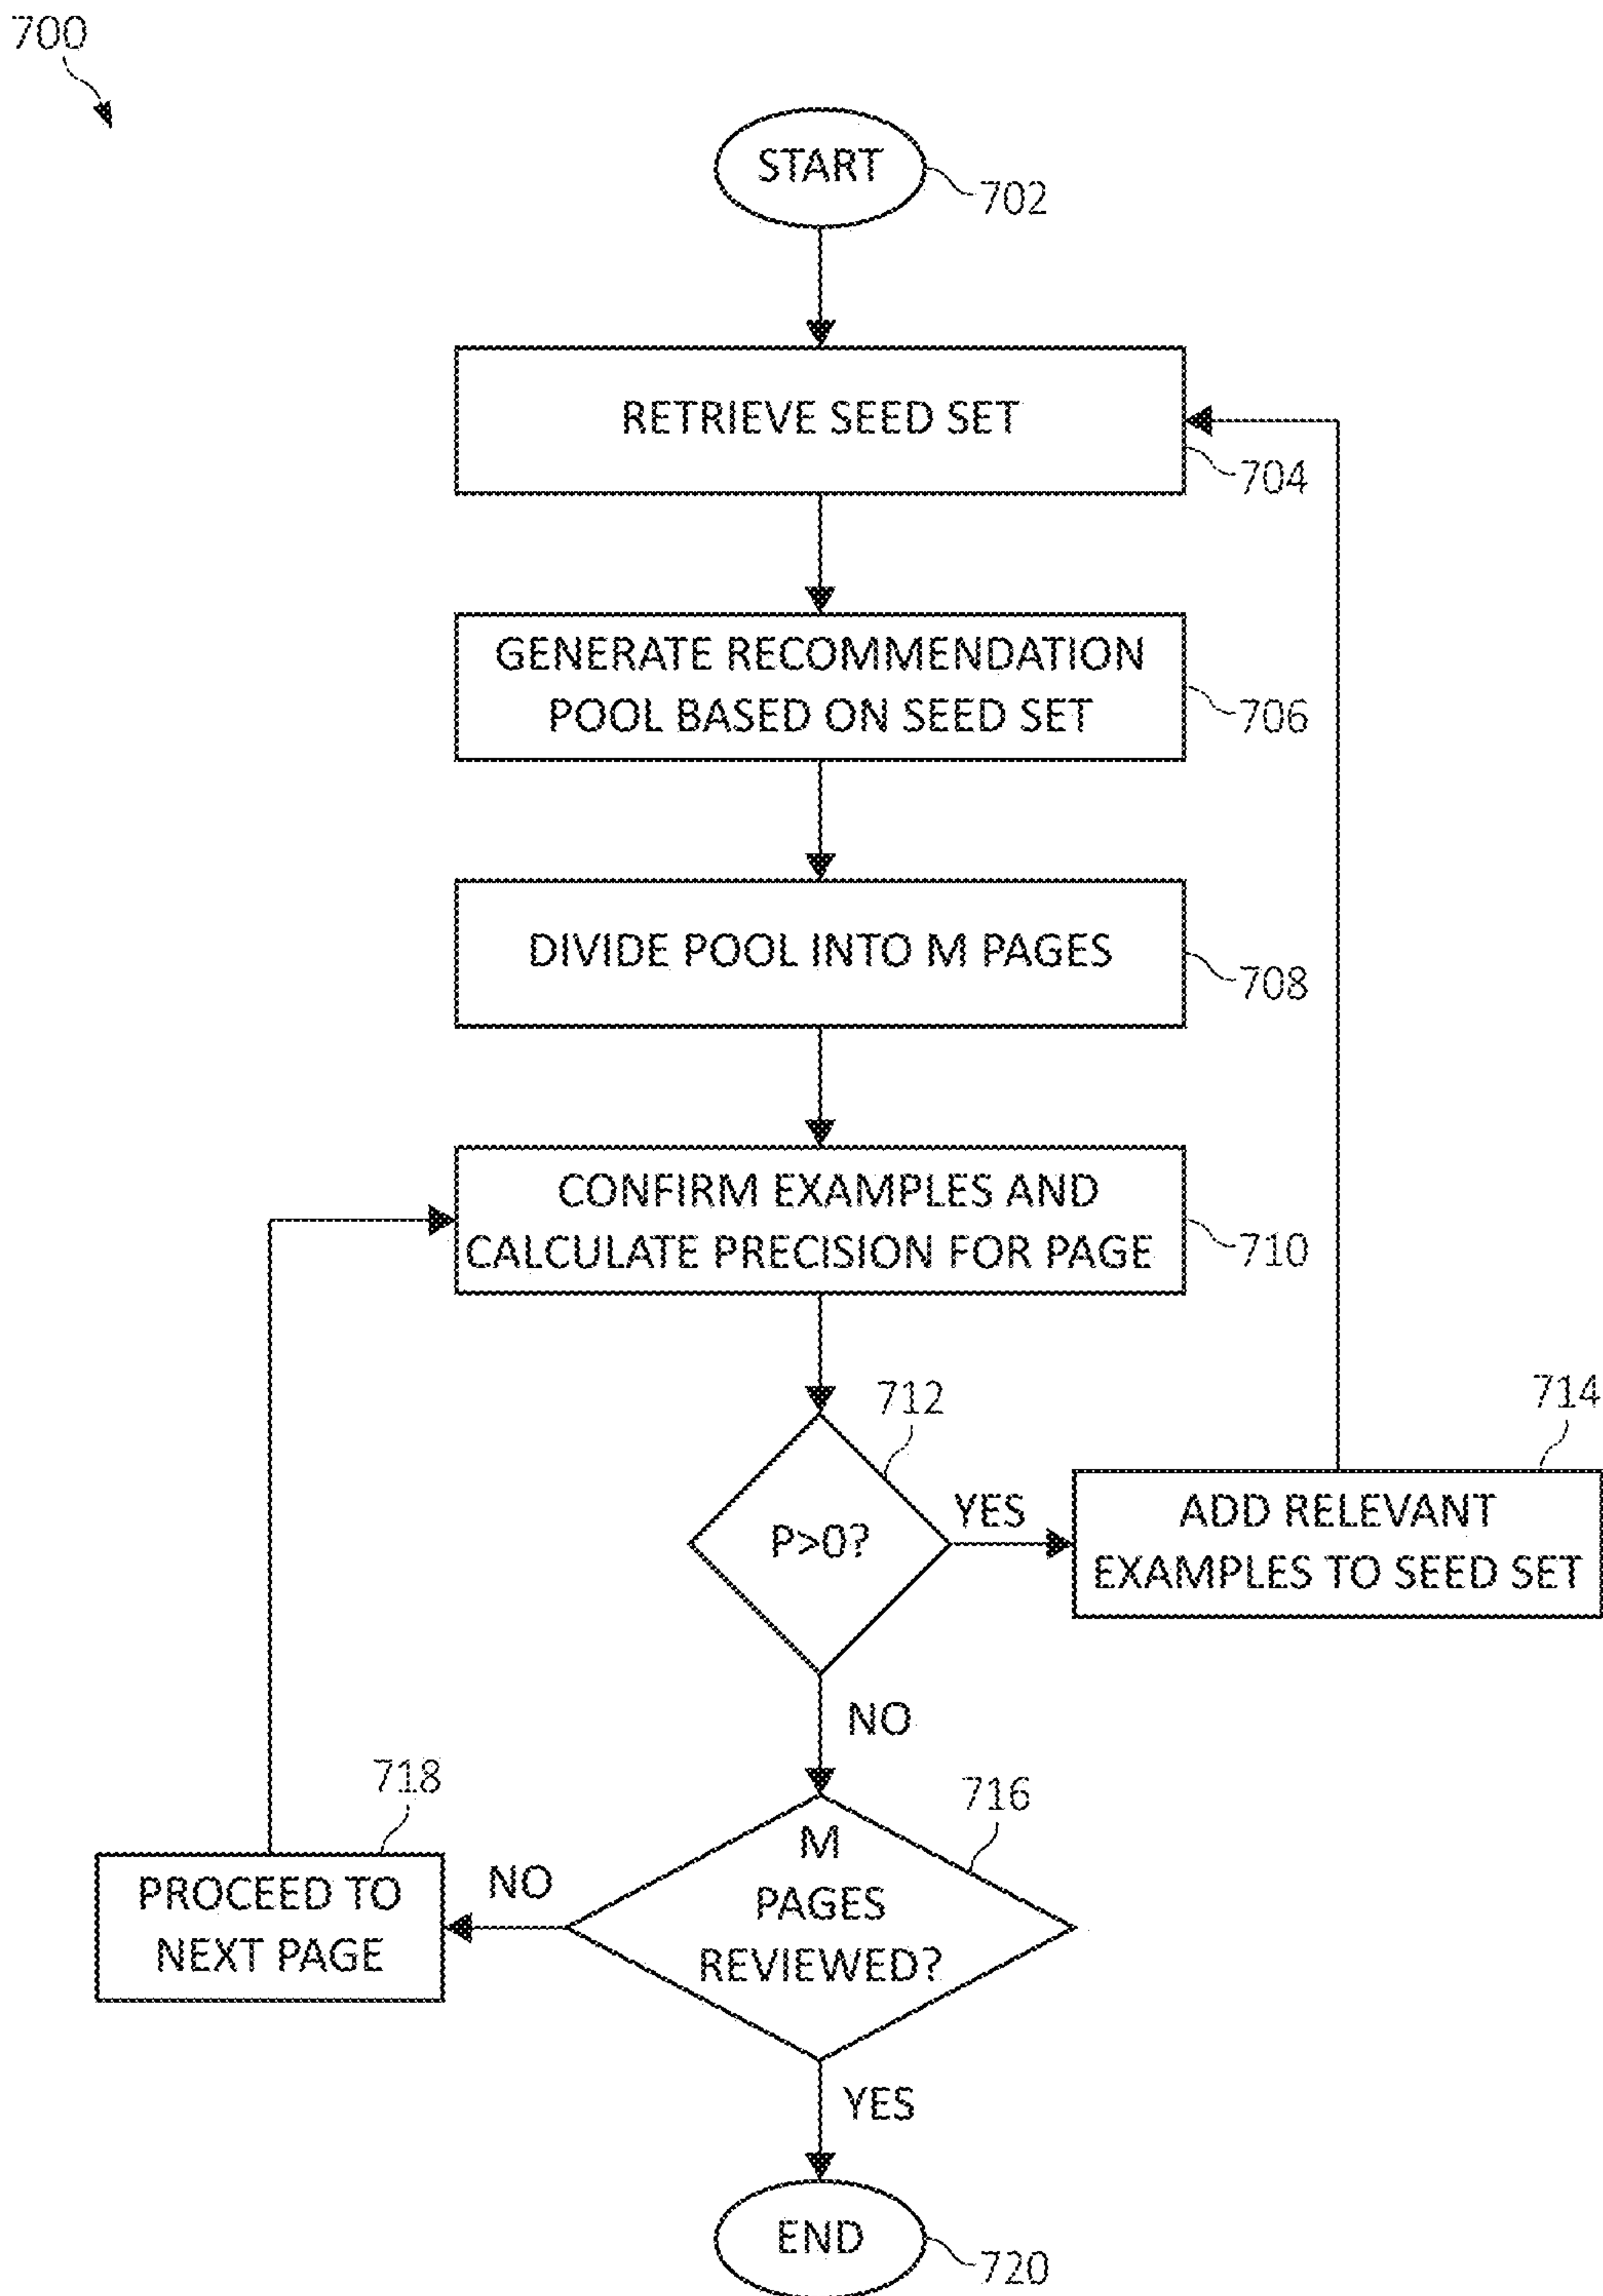 700
START
702
RETRIEVE SEED SET
704
GENERATE RECOMMENDATION
POOL BASED ON SEED SET
706
DIVIDE POOL INTO M PAGES
708
CONFIRM EXAMPLES AND
CALCULATE PRECISION FOR PAGE
710
712
P>0?
YES
714
ADD RELEVANT
EXAMPLES TO SEED SET
NO
716
M
PAGES
REVIEWED?
NO
718
PROCEED TO
NEXT PAGE
YES
END
720